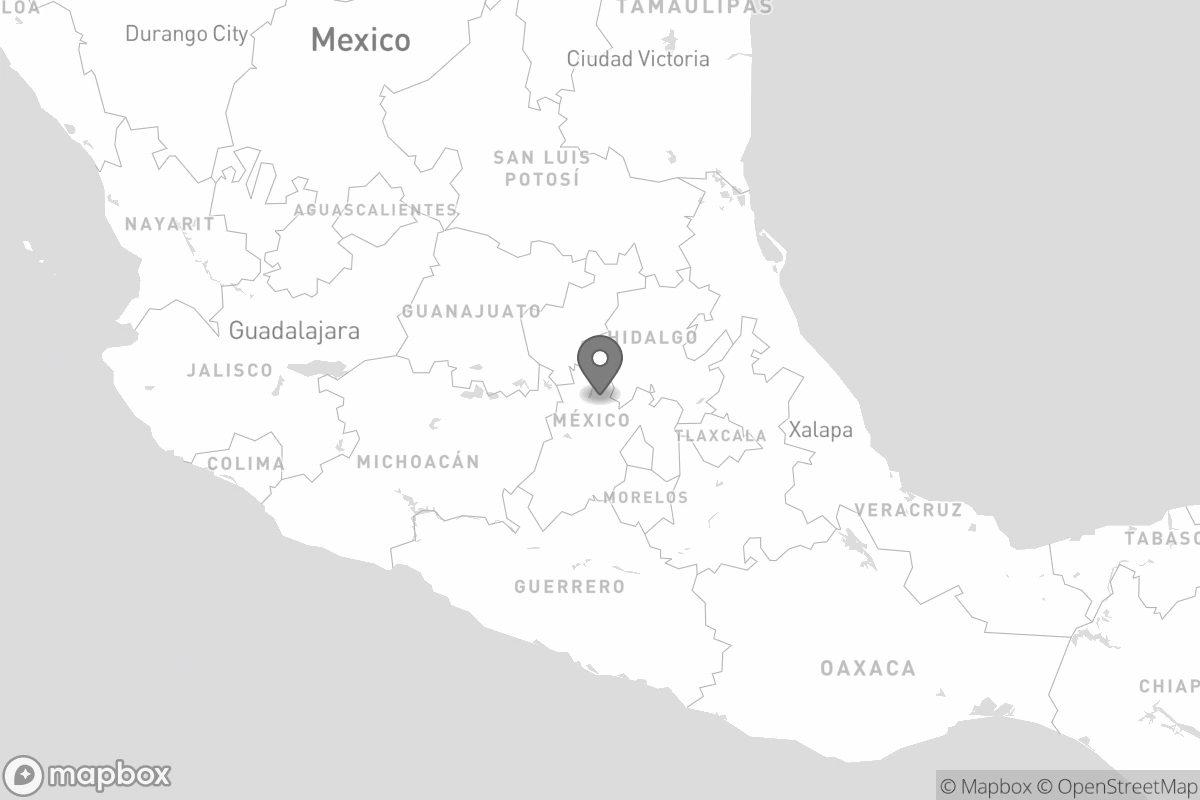 LOA
TAMAULIPAS
Durango City
Mexico
Ciudad Victoria
SAN LUIS
POTOSÍ
AGUASCALIENTES
NAYARIT
GUANAJUATO
Guadalajara
HIDALGO
JALISCO
MÉXICO
Xalapa
TLAXCALA
COLIMA
MICHOACÁN
MORELOS
VERACRUZ
TABASC
GUERRERO
OAXACA
CHIAP
mapbox
© Mapbox © OpenStreetMap